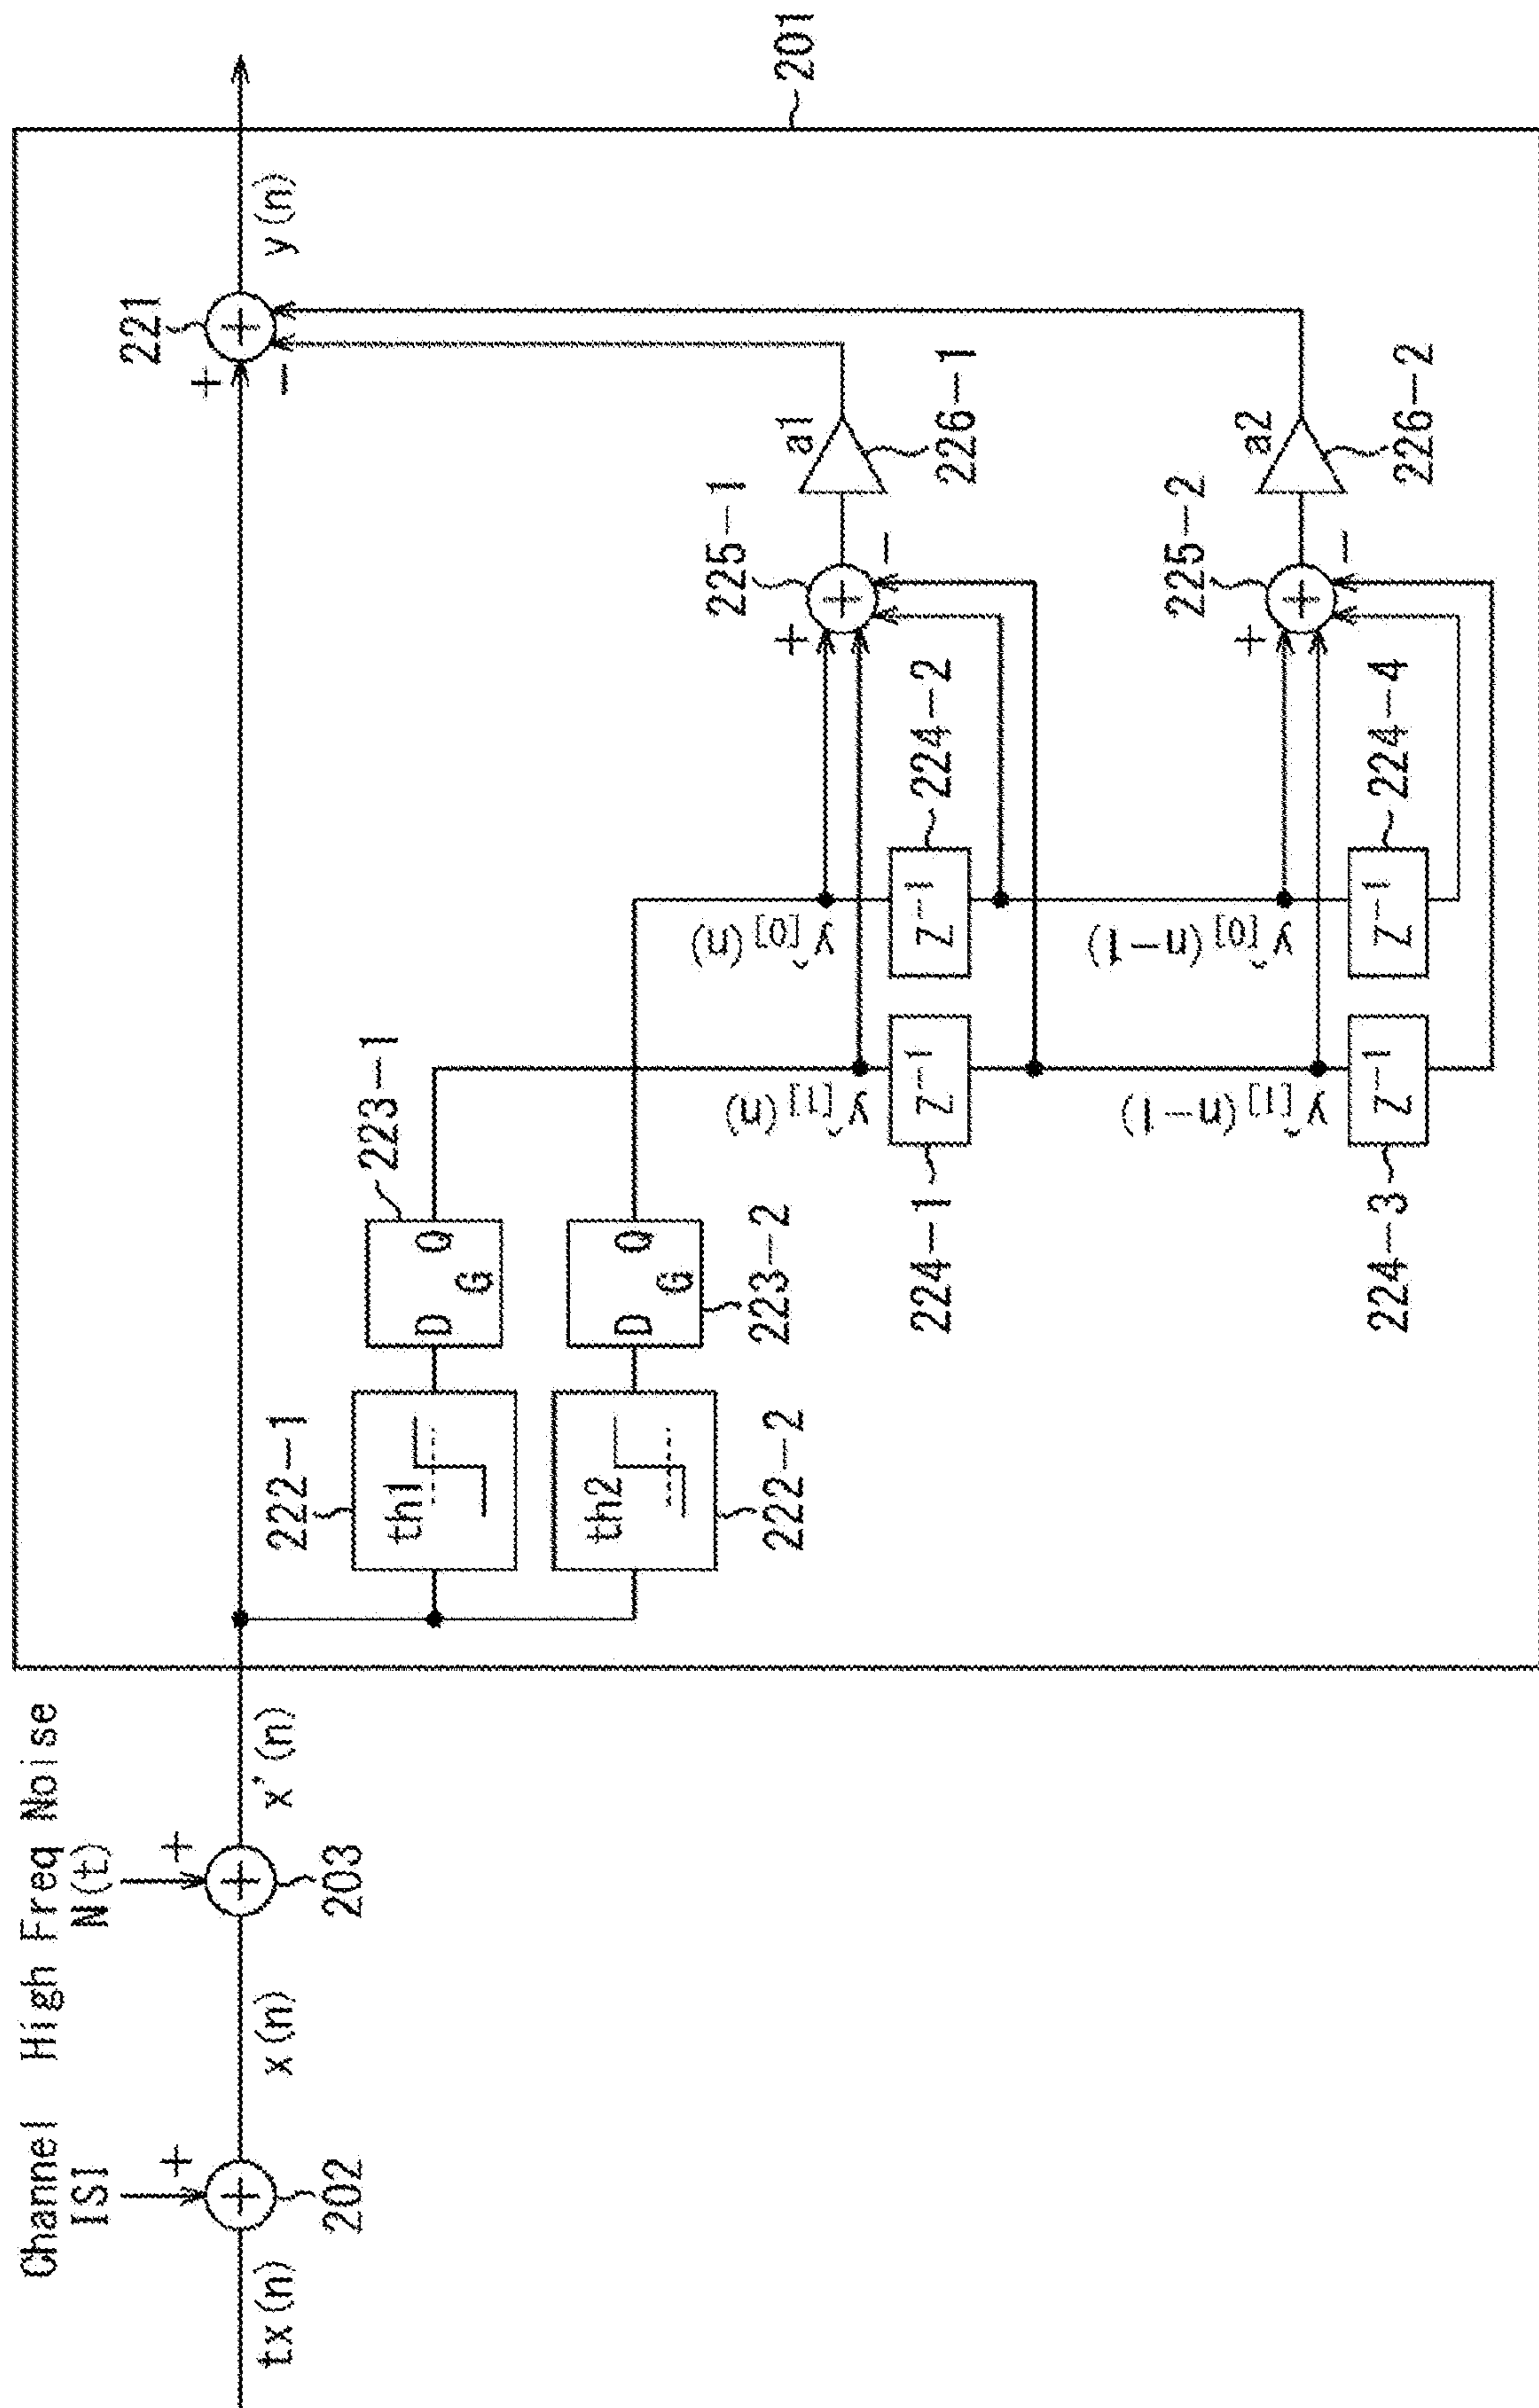 Channel
ISI
High Freq Noise
N(t)
+
+
tx(n)
x(n)
x'(n)
202
203
201
221
+
−
y(n)
222-1
th1
223-1
D Q
G
222-2
th2
223-2
D Q
G
y˘[1](n)
y˘[0](n)
225-1
+
−
a1
226-1
224-1
Z⁻¹
Z⁻¹
224-2
y˘[1](n-1)
y˘[0](n-1)
225-2
+
−
a2
226-2
224-3
Z⁻¹
Z⁻¹
224-4